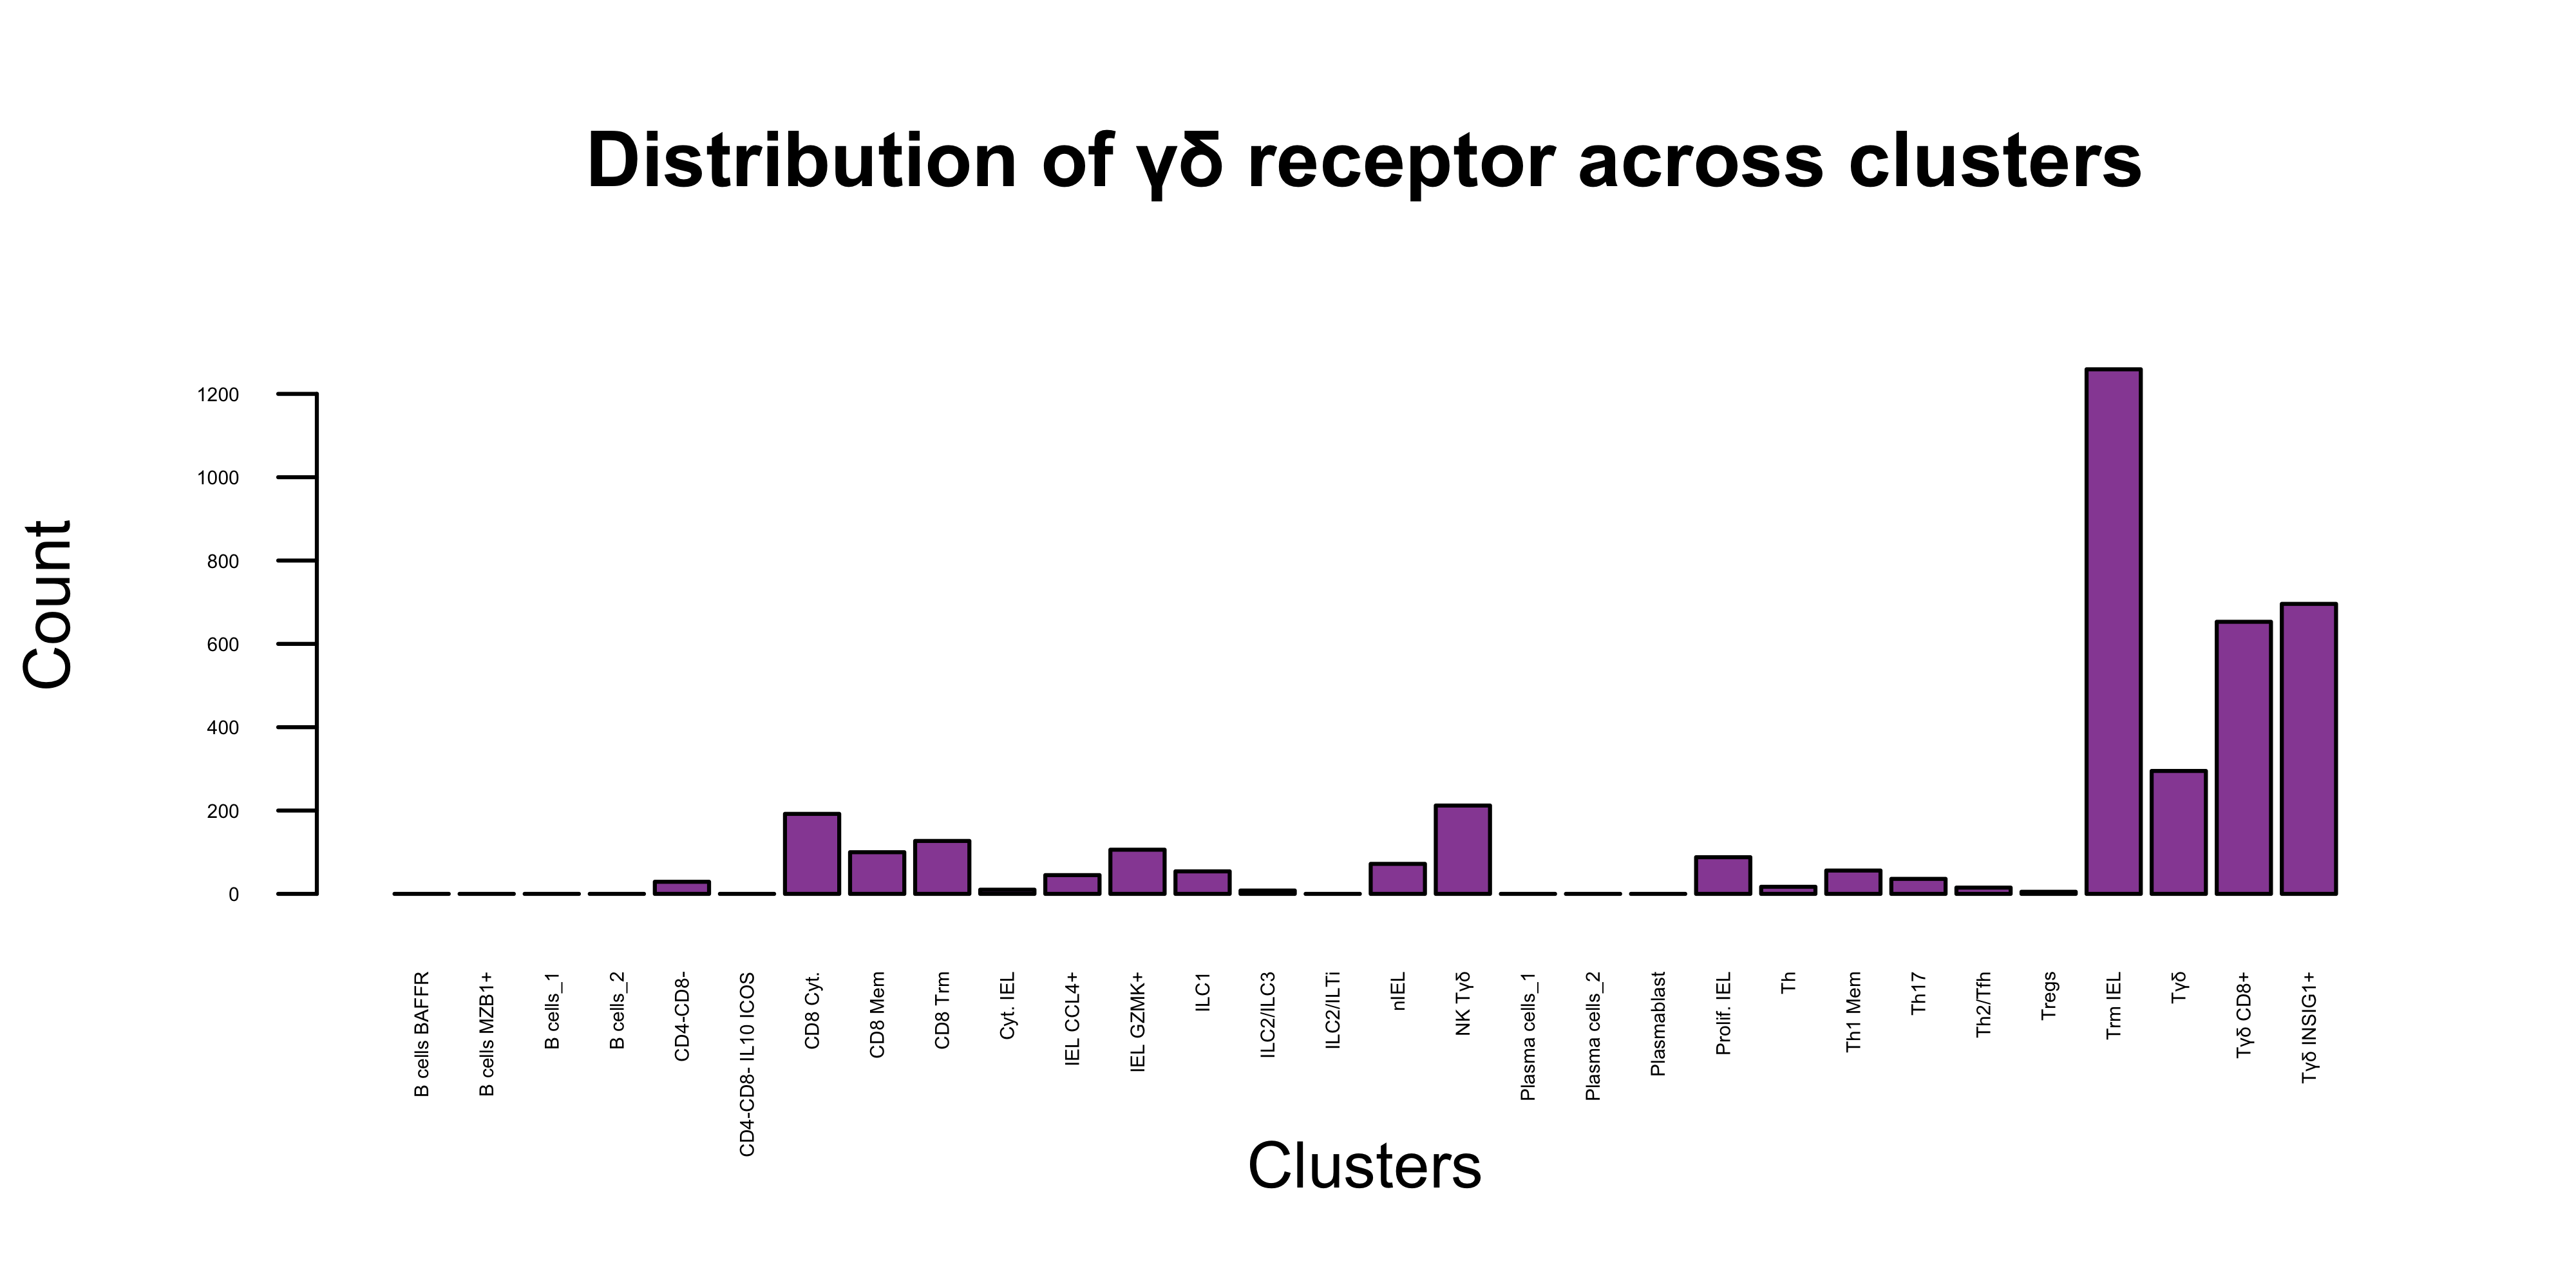 Distribution of γδ receptor across clusters
Count
1200
1000
800
600
400
200
0
B cells BAFFR
B cells MZB1+
B cells_1
B cells_2
CD4-CD8-
CD4-CD8- IL10 ICOS
CD8 Cyt.
CD8 Mem
CD8 Trm
Cyt. IEL
IEL CCL4+
IEL GZMK+
ILC1
ILC2/ILC3
ILC2/ILTi
nIEL
NK Tγδ
Plasma cells_1
Plasma cells_2
Plasmablast
Prolif. IEL
Th
Th1 Mem
Th17
Th2/Tfh
Tregs
Trm IEL
Tγδ
Tγδ CD8+
Tγδ INSIG1+
Clusters